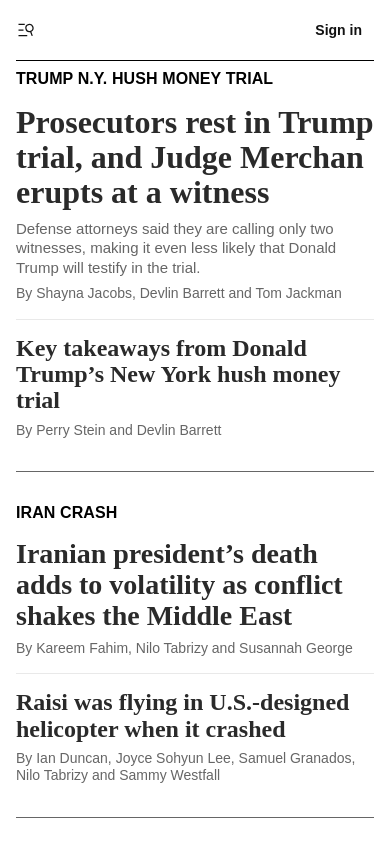 Sign in
TRUMP N.Y. HUSH MONEY TRIAL
Prosecutors rest in Trump
trial, and Judge Merchan
erupts at a witness
Defense attorneys said they are calling only two
witnesses, making it even less likely that Donald
Trump will testify in the trial.
By Shayna Jacobs, Devlin Barrett and Tom Jackman
Key takeaways from Donald
Trump’s New York hush money
trial
By Perry Stein and Devlin Barrett
IRAN CRASH
Iranian president’s death
adds to volatility as conflict
shakes the Middle East
By Kareem Fahim, Nilo Tabrizy and Susannah George
Raisi was flying in U.S.-designed
helicopter when it crashed
By Ian Duncan, Joyce Sohyun Lee, Samuel Granados,
Nilo Tabrizy and Sammy Westfall